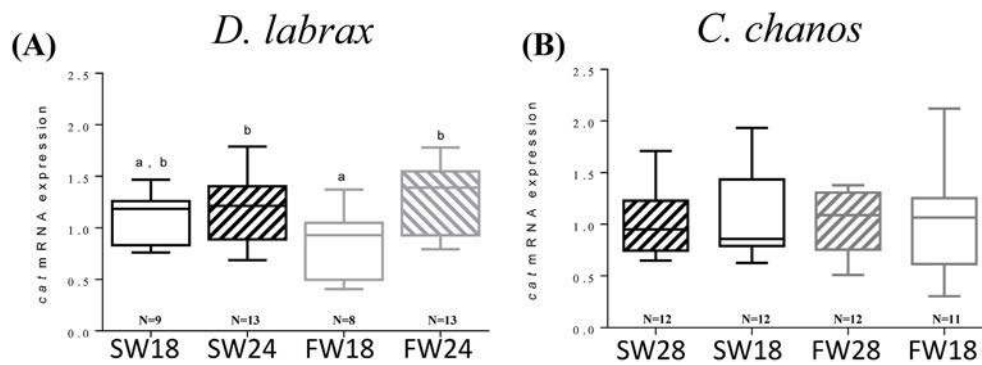 (A)
D. labrax
cat mRNA expression
2.5
2.0
1.5
1.0
0.5
0.0
a, b
b
a
b
N=9
N=13
N=8
N=13
SW18
SW24
FW18
FW24
(B)
C. chanos
cat mRNA expression
2.5
2.0
1.5
1.0
0.5
0.0
N=12
N=12
N=12
N=11
SW28
SW18
FW28
FW18